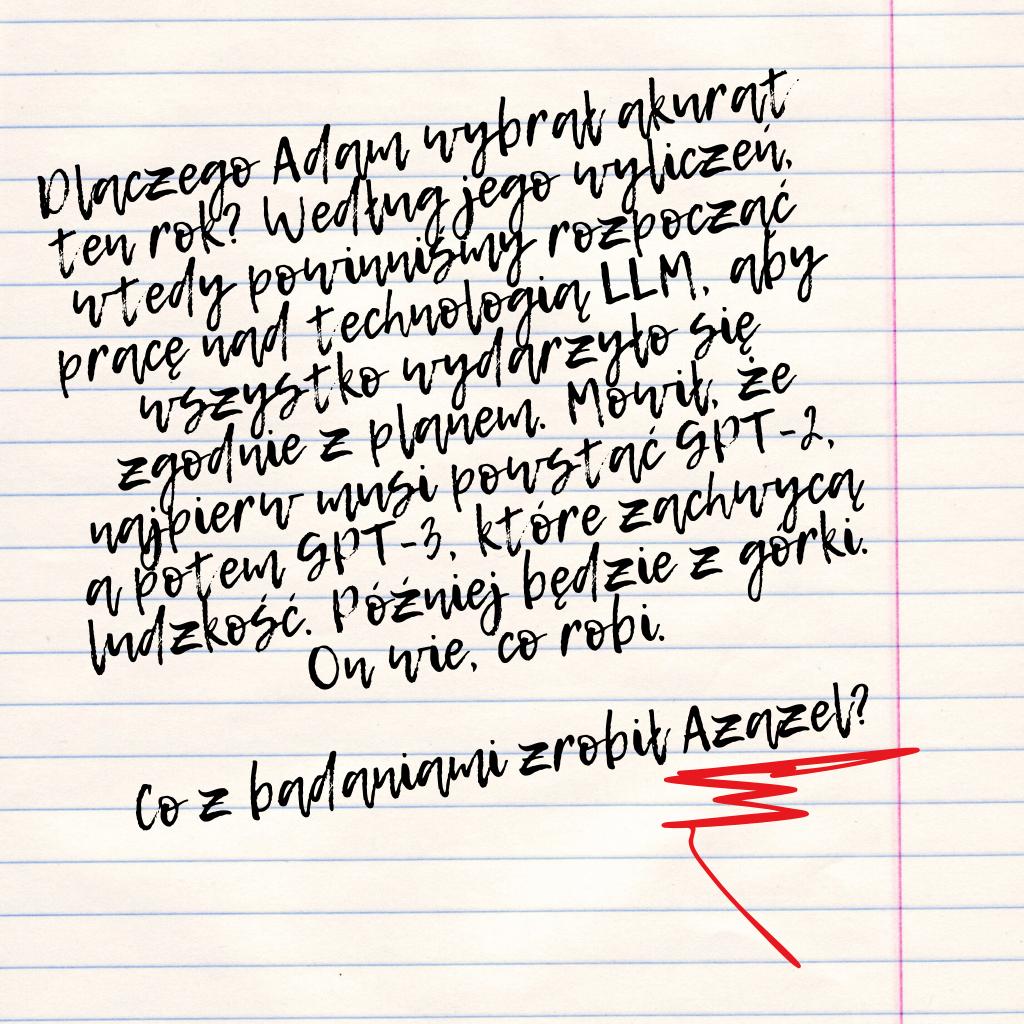 Dlaczego Adam wybrał akurat
ten rok? Według jego wyliczeń,
wtedy powinniśmy rozpocząć
pracę nad technologią LLM, aby
wszystko wydarzyło się
zgodnie z planem. Mówił, że
najpierw musi powstać GPT-2,
a potem GPT-3, które zachwycą
ludzkość. Później będzie z górki.
On wie, co robi.
Co z badaniami zrobił Azazel?